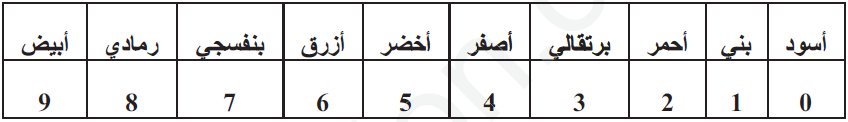 أسود بني أحمر برتقالي أصفر أخضر أزرق بنفسجي رمادي أبيض
0 1 2 3 4 5 6 7 8 9